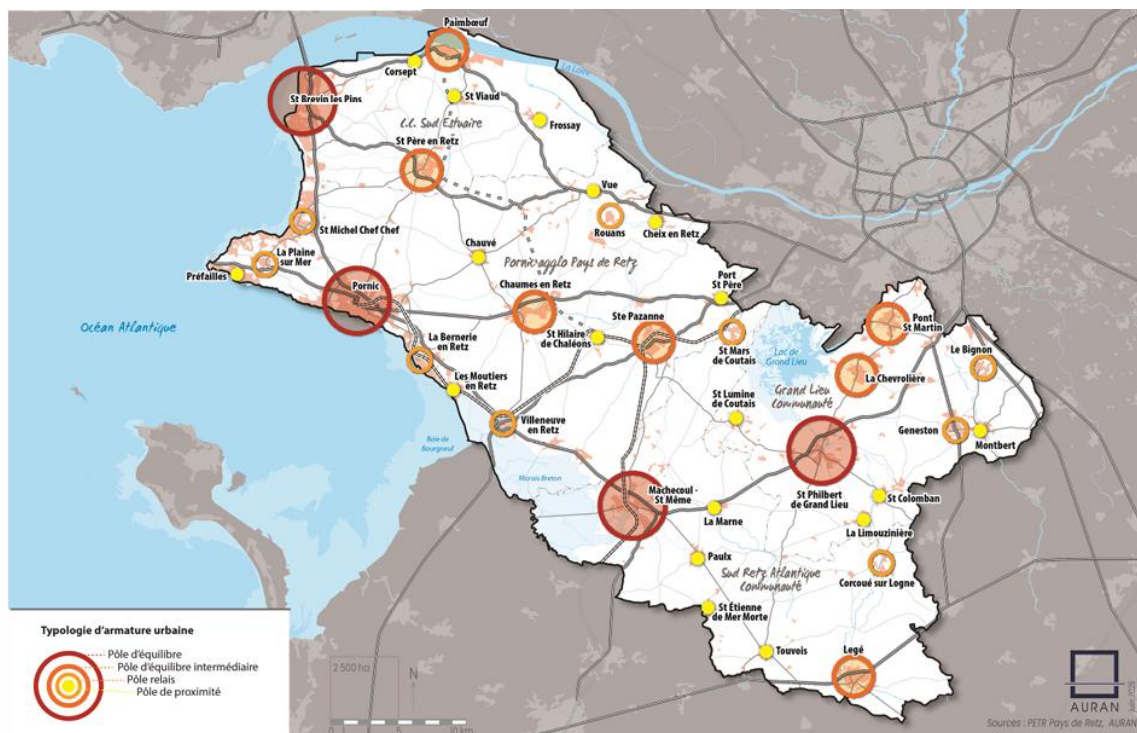 Paimbœuf
La Loire
Corsept
St Brevin les Pins
St Viaud
C.C. Sud Estuaire
Frossay
St Père en Retz
Vue
Rouans
Cheix en Retz
St Michel Chef Chef
Chauvé
La Plaine
sur Mer
Pornic agglo Pays de Retz
Préfailles
Pornic
Chaumes en Retz
Port
St Père
Océan Atlantique
Ste Pazanne
St Hilaire
de Chaléons
St Mars
de Coutais
Pont
St Martin
Lac de
Grand Lieu
Le Bignon
La Bernerie
en Retz
La Chevrolière
Les Moutiers
en Retz
Grand Lieu
Communauté
St Lumine
de Coutais
Villeneuve
en Retz
Geneston
Montbert
Baie de
Bourgneuf
Marais Breton
Machecoul -
St Même
St Philbert
de Grand Lieu
St Colomban
La Marne
La Limouzinière
Paulx
Sud Retz Atlantique
Communauté
Corcoué sur Logne
St Étienne
de Mer Morte
Touvois
Legé
Typologie d'armature urbaine
Pôle d'équilibre
Pôle d'équilibre intermédiaire
Pôle relais
Pôle de proximité
2 500 ha
N
0
5
10 km
AURAN
juin 2025
Sources : PETR Pays de Retz, AURAN